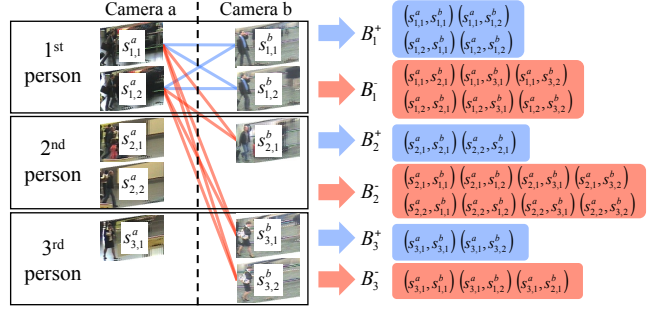 Camera a Camera b
1st person
s^a_{1,1} s^b_{1,1}
s^a_{1,2} s^b_{1,2}
2nd person
s^a_{2,1} s^b_{2,1}
s^a_{2,2}
3rd person
s^a_{3,1} s^b_{3,1}
s^b_{3,2}
B_1^+
(s^a_{1,1}, s^b_{1,1}) (s^a_{1,1}, s^b_{1,2})
(s^a_{1,2}, s^b_{1,1}) (s^a_{1,2}, s^b_{1,2})
B_1^-
(s^a_{1,1}, s^b_{2,1}) (s^a_{1,1}, s^b_{3,1}) (s^a_{1,1}, s^b_{3,2})
(s^a_{1,2}, s^b_{2,1}) (s^a_{1,2}, s^b_{3,1}) (s^a_{1,2}, s^b_{3,2})
B_2^+
(s^a_{2,1}, s^b_{2,1}) (s^a_{2,2}, s^b_{2,1})
B_2^-
(s^a_{2,1}, s^b_{1,1}) (s^a_{2,1}, s^b_{1,2}) (s^a_{2,1}, s^b_{3,1}) (s^a_{2,1}, s^b_{3,2})
(s^a_{2,2}, s^b_{1,1}) (s^a_{2,2}, s^b_{1,2}) (s^a_{2,2}, s^b_{3,1}) (s^a_{2,2}, s^b_{3,2})
B_3^+
(s^a_{3,1}, s^b_{3,1}) (s^a_{3,1}, s^b_{3,2})
B_3^-
(s^a_{3,1}, s^b_{1,1}) (s^a_{3,1}, s^b_{1,2}) (s^a_{3,1}, s^b_{2,1})